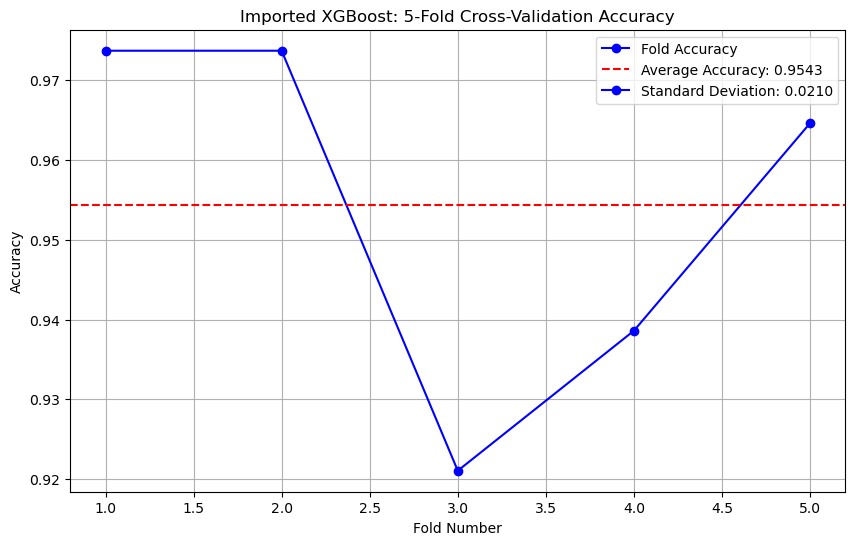 Imported XGBoost: 5-Fold Cross-Validation Accuracy
Fold Accuracy
Average Accuracy: 0.9543
Standard Deviation: 0.0210
Accuracy
0.97
0.96
0.95
0.94
0.93
0.92
1.0 1.5 2.0 2.5 3.0 3.5 4.0 4.5 5.0
Fold Number